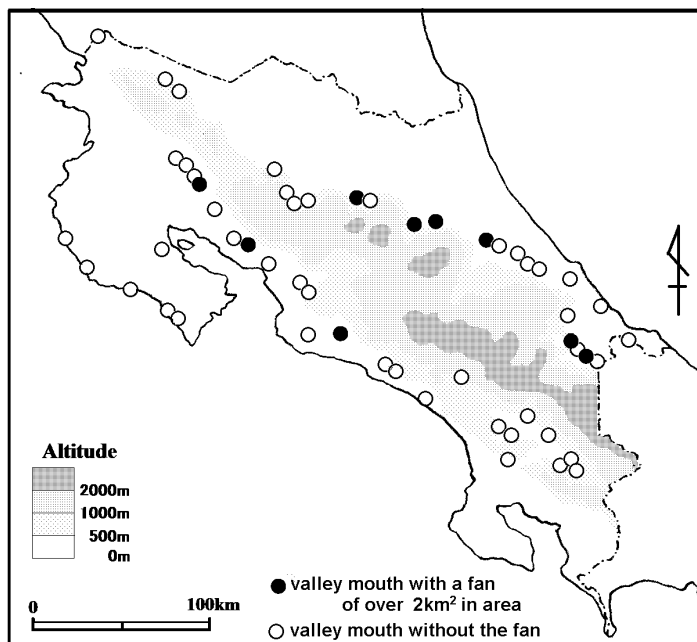 Altitude
2000m
1000m
500m
0m
0 100km
valley mouth with a fan
of over 2km² in area
valley mouth without the fan